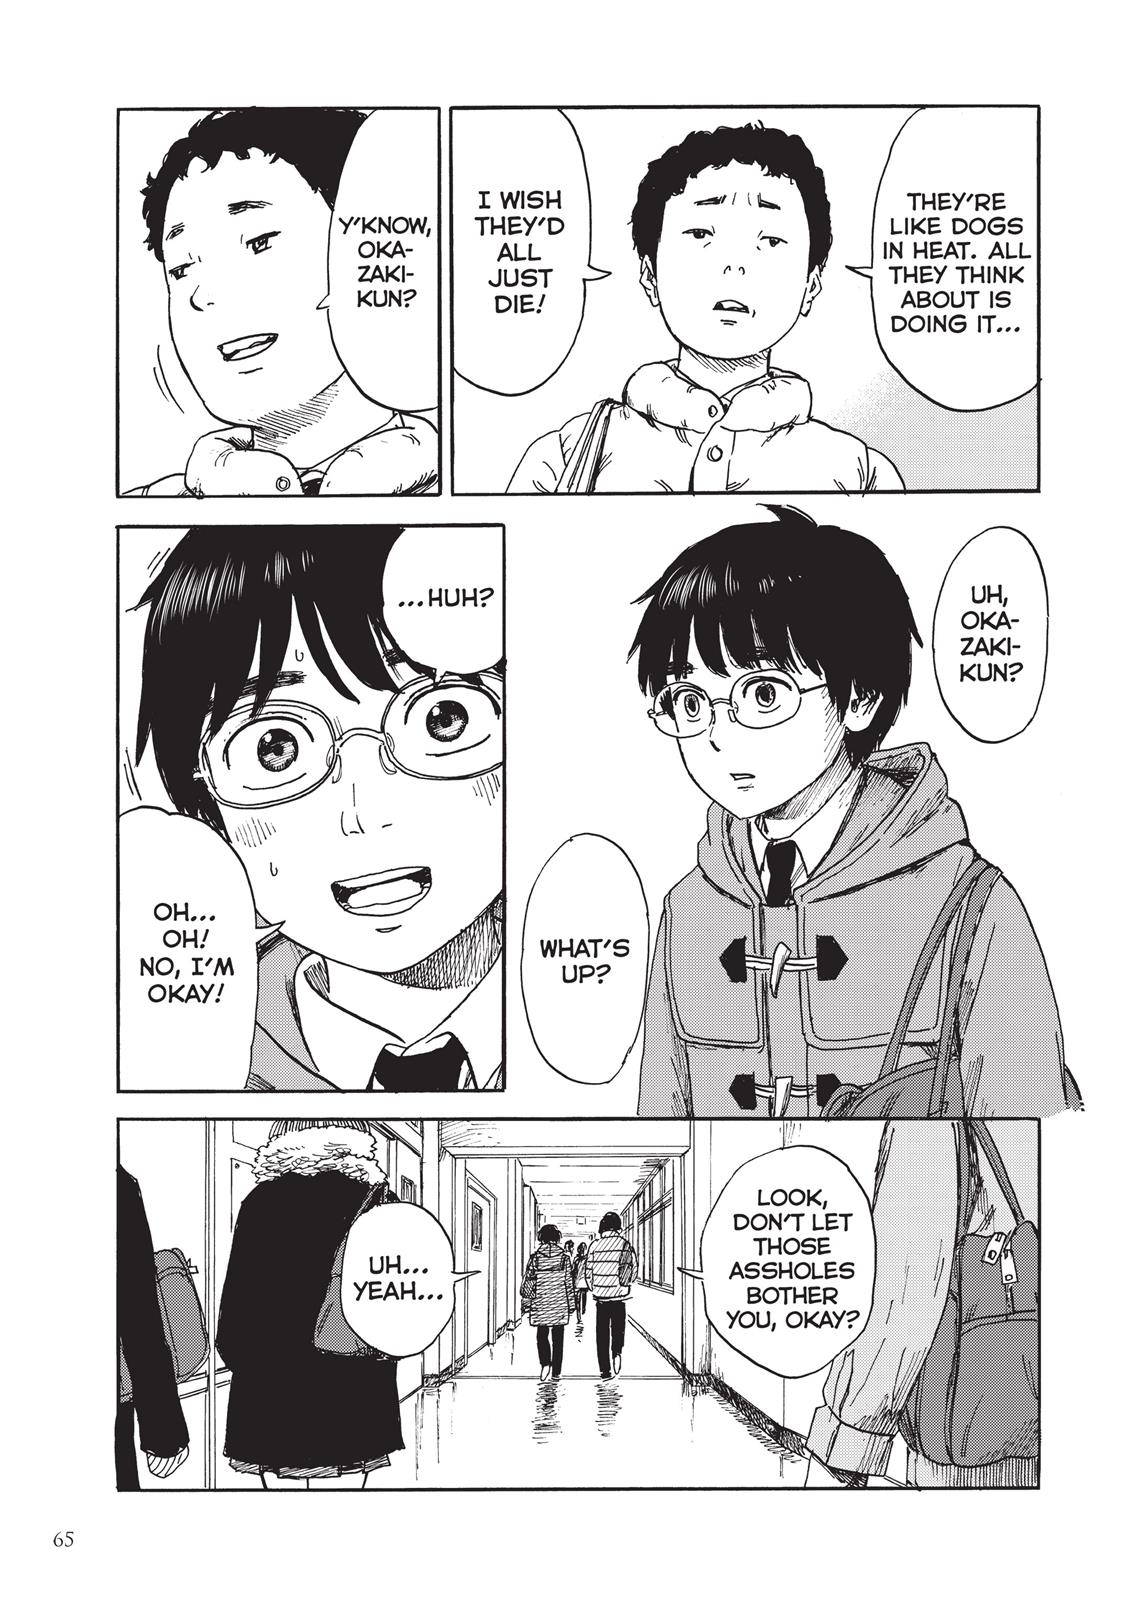 THEY'RE
LIKE DOGS
IN HEAT. ALL
THEY THINK
ABOUT IS
DOING IT...
I WISH
THEY'D
ALL
JUST
DIE!
Y'KNOW,
OKA-
ZAKI-
KUN?
UH,
OKA-
ZAKI-
KUN?
WHAT'S
UP?
...HUH?
OH...
OH!
NO, I'M
OKAY!
LOOK,
DON'T LET
THOSE
ASSHOLES
BOTHER
YOU, OKAY?
UH...
YEAH...
65